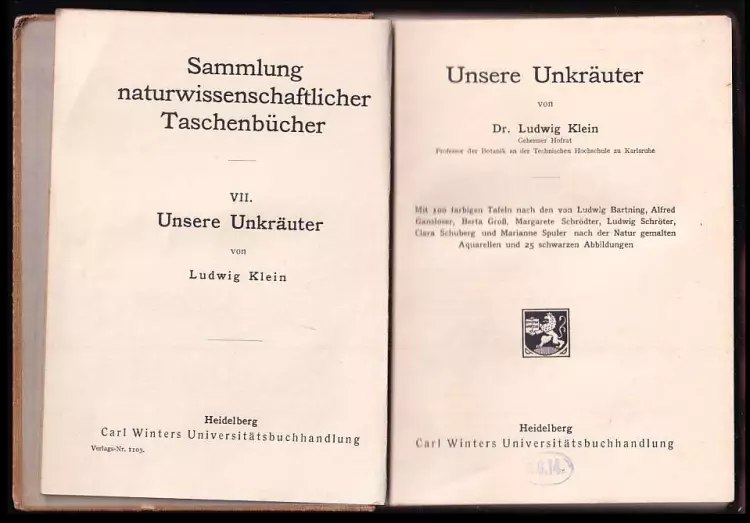 Sammlung
naturwissenschaftlicher
Taschenbücher
VII.
Unsere Unkräuter
von
Ludwig Klein
Heidelberg
Carl Winters Universitätsbuchhandlung
Verlags-Nr. 1103.
Unsere Unkräuter
von
Dr. Ludwig Klein
Geheimer Hofrat
Professor der Botanik an der Technischen Hochschule zu Karlsruhe
Mit 100 farbigen Tafeln nach den von Ludwig Bartning, Alfred
Berta Groß, Margarete Schrödter, Ludwig Schröter,
Clara Schuberg und Marianne Spuler nach der Natur gemalten
Aquarellen und 25 schwarzen Abbildungen
Heidelberg
Carl Winters Universitätsbuchhandlung